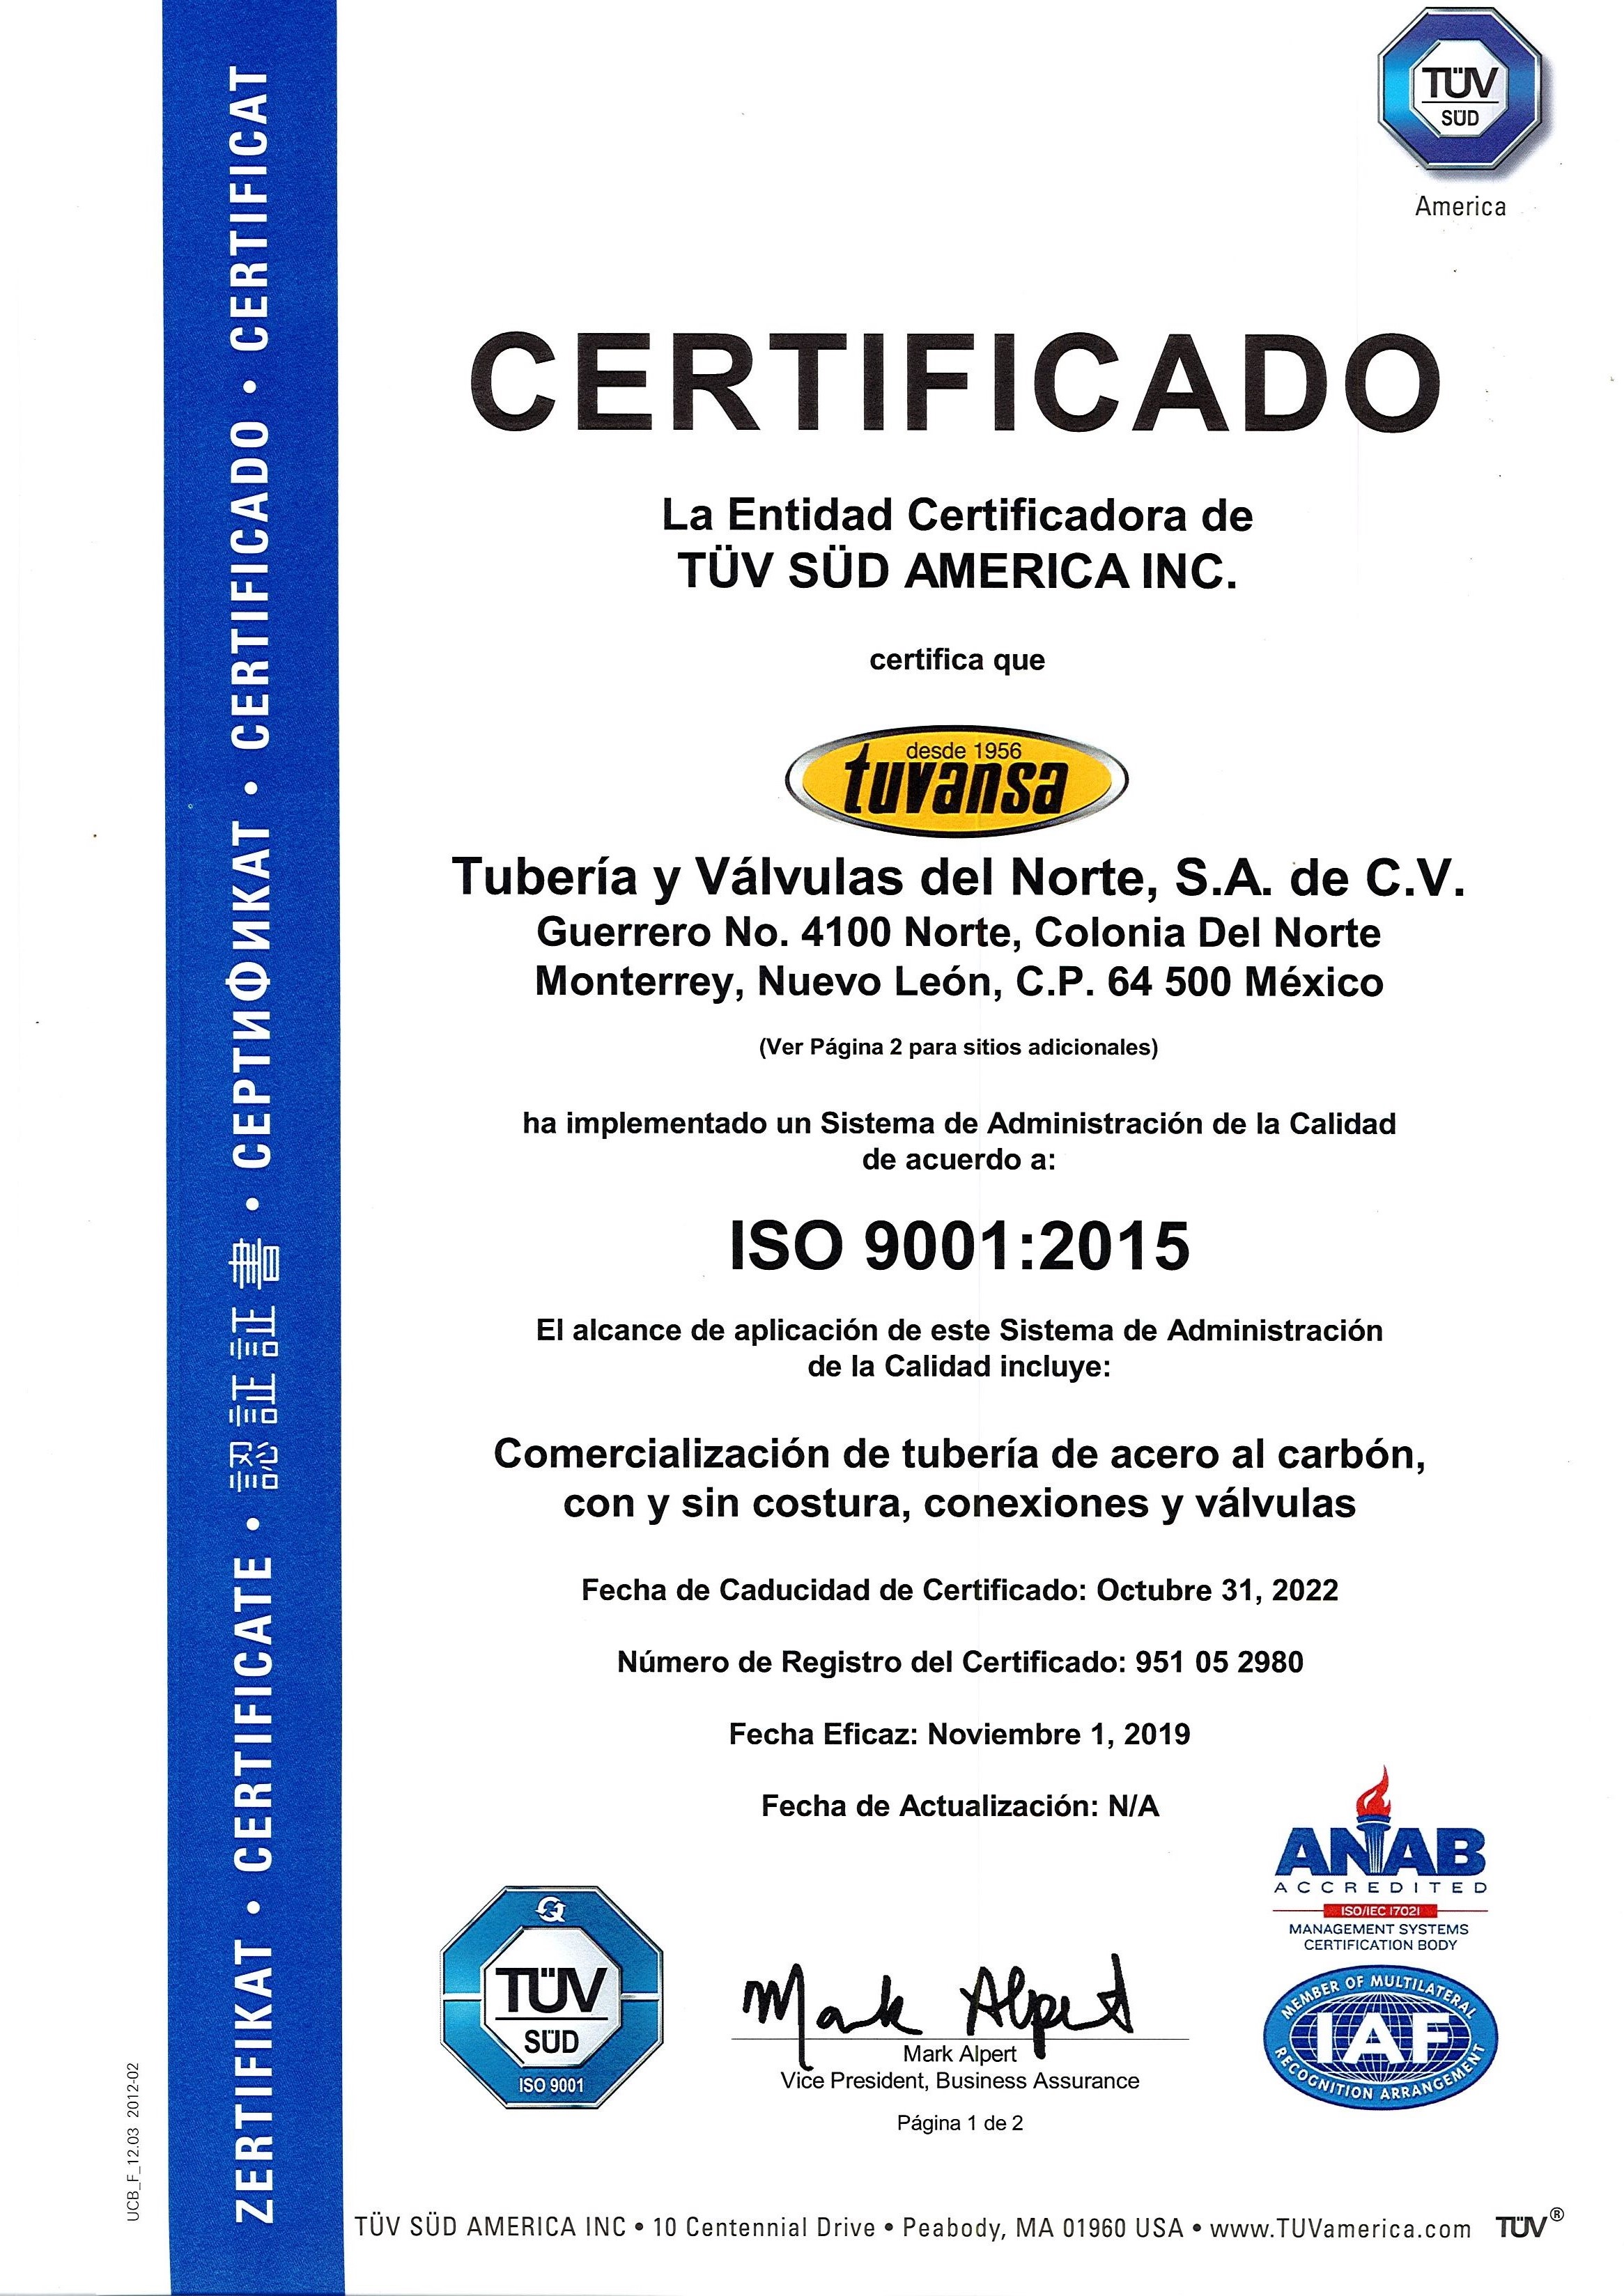 TÜV
SÜD
America
CERTIFICADO
La Entidad Certificadora de
TÜV SÜD AMERICA INC.
certifica que
desde 1956
tuvansa
Tubería y Válvulas del Norte, S.A. de C.V.
Guerrero No. 4100 Norte, Colonia Del Norte
Monterrey, Nuevo León, C.P. 64 500 México
(Ver Página 2 para sitios adicionales)
ha implementado un Sistema de Administración de la Calidad
de acuerdo a:
ISO 9001:2015
El alcance de aplicación de este Sistema de Administración
de la Calidad incluye:
Comercialización de tubería de acero al carbón,
con y sin costura, conexiones y válvulas
Fecha de Caducidad de Certificado: Octubre 31, 2022
Número de Registro del Certificado: 951 05 2980
Fecha Eficaz: Noviembre 1, 2019
Fecha de Actualización: N/A
ANAB
ACCREDITED
ISO/IEC 17021
MANAGEMENT SYSTEMS
CERTIFICATION BODY
MEMBER OF MULTILATERAL
IAF
RECOGNITION ARRANGEMENT
TÜV
SÜD
ISO 9001
Mark Alpert
Mark Alpert
Vice President, Business Assurance
Página 1 de 2
TÜV SÜD AMERICA INC • 10 Centennial Drive • Peabody, MA 01960 USA • www.TUVamerica.com TÜV®
ZERTIFIKAT • CERTIFICATE • 認証証書 • СЕРТИФИКАТ • CERTIFICADO • CERTIFICAT
UCB_F_12.03 2012-02